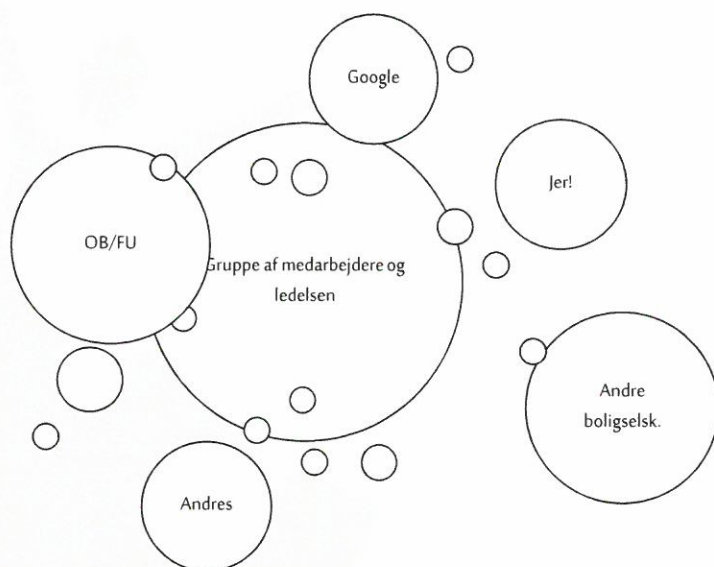 Google
Jer!
OB/FU
Gruppe af medarbejdere og
ledelsen
Andre
boligselsk.
Andres